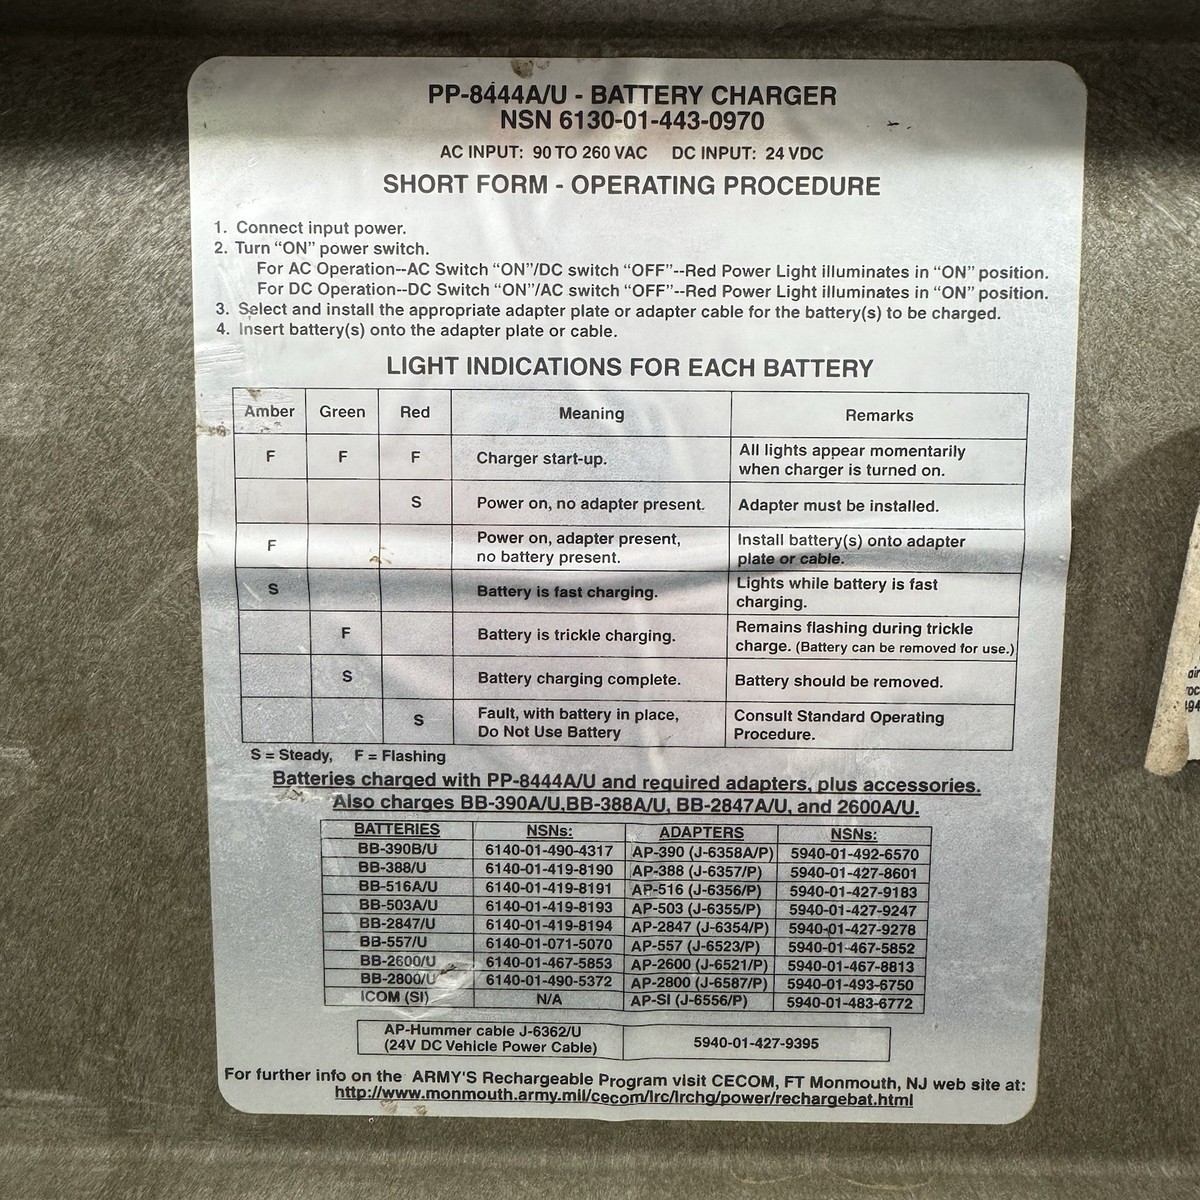 PP-8444A/U - BATTERY CHARGER
NSN 6130-01-443-0970
AC INPUT: 90 TO 260 VAC DC INPUT: 24 VDC
SHORT FORM - OPERATING PROCEDURE
1. Connect input power.
2. Turn "ON" power switch.
For AC Operation--AC Switch "ON"/DC switch "OFF"--Red Power Light illuminates in "ON" position.
For DC Operation--DC Switch "ON"/AC switch "OFF"--Red Power Light illuminates in "ON" position.
3. Select and install the appropriate adapter plate or adapter cable for the battery(s) to be charged.
4. Insert battery(s) onto the adapter plate or cable.
LIGHT INDICATIONS FOR EACH BATTERY
Amber Green Red Meaning Remarks
F F F Charger start-up. All lights appear momentarily
when charger is turned on.
S Power on, no adapter present. Adapter must be installed.
F Power on, adapter present, Install battery(s) onto adapter
no battery present. plate or cable.
S Battery is fast charging. Lights while battery is fast
charging.
F Battery is trickle charging. Remains flashing during trickle
charge. (Battery can be removed for use.)
S Battery charging complete. Battery should be removed.
S Fault, with battery in place, Consult Standard Operating
Do Not Use Battery Procedure.
S = Steady, F = Flashing
Batteries charged with PP-8444A/U and required adapters, plus accessories.
Also charges BB-390A/U,BB-388A/U, BB-2847A/U, and 2600A/U.
BATTERIES NSNs: ADAPTERS NSNs:
BB-390B/U 6140-01-490-4317 AP-390 (J-6358A/P) 5940-01-492-6570
BB-388/U 6140-01-419-8190 AP-388 (J-6357/P) 5940-01-427-8601
BB-516A/U 6140-01-419-8191 AP-516 (J-6356/P) 5940-01-427-9183
BB-503A/U 6140-01-419-8193 AP-503 (J-6355/P) 5940-01-427-9247
BB-2847/U 6140-01-419-8194 AP-2847 (J-6354/P) 5940-01-427-9278
BB-557/U 6140-01-071-5070 AP-557 (J-6523/P) 5940-01-467-5852
BB-2600/U 6140-01-467-5853 AP-2600 (J-6521/P) 5940-01-467-8813
BB-2800/U 6140-01-490-5372 AP-2800 (J-6587/P) 5940-01-493-6750
ICOM (SI) N/A AP-SI (J-6556/P) 5940-01-483-6772
AP-Hummer cable J-6362/U
(24V DC Vehicle Power Cable) 5940-01-427-9395
For further info on the ARMY'S Rechargeable Program visit CECOM, FT Monmouth, NJ web site at:
http://www.monmouth.army.mil/cecom/lrc/lrchg/power/rechargebat.html